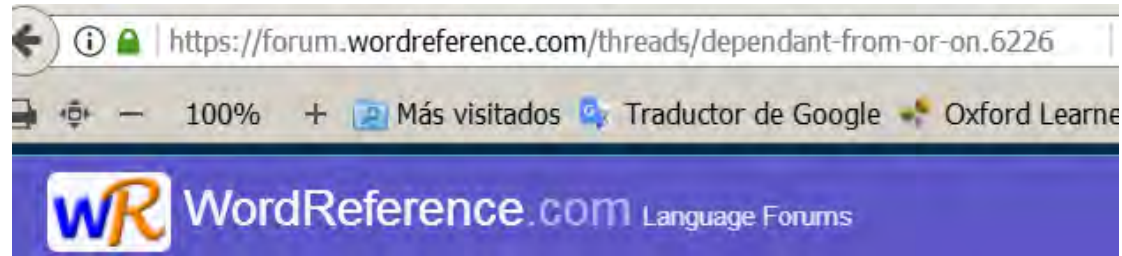 https://forum.wordreference.com/threads/dependant-from-or-on.6226
100% + Más visitados Traductor de Google Oxford Learne
WR WordReference.com Language Forums